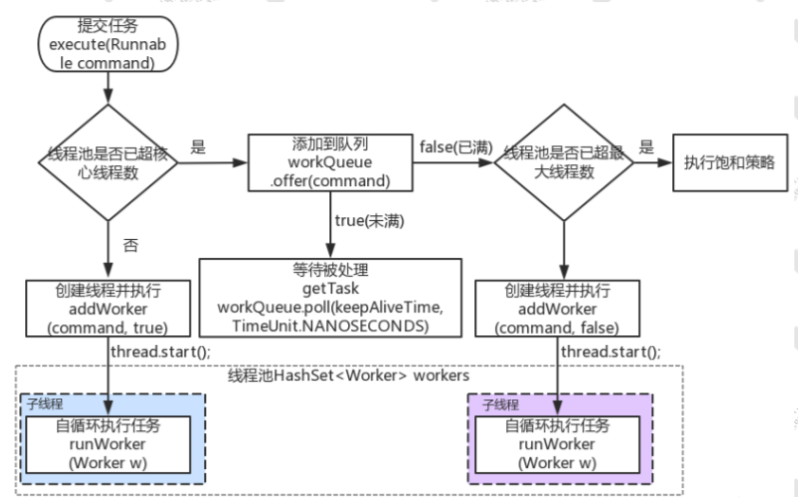 提交任务
execute(Runnab
le command)
线程池是否已超核
心线程数
是
添加到队列
workQueue
.offer(command)
false(已满)
线程池是否已超最
大线程数
是
执行饱和策略
否
true(未满)
创建线程并执行
addWorker
(command, true)
等待被处理
getTask
workQueue.poll(keepAliveTime,
TimeUnit.NANOSECONDS)
创建线程并执行
addWorker
(command, false)
thread.start();
thread.start();
线程池HashSet<Worker> workers
子线程
自循环执行任务
runWorker
(Worker w)
子线程
自循环执行任务
runWorker
(Worker w)